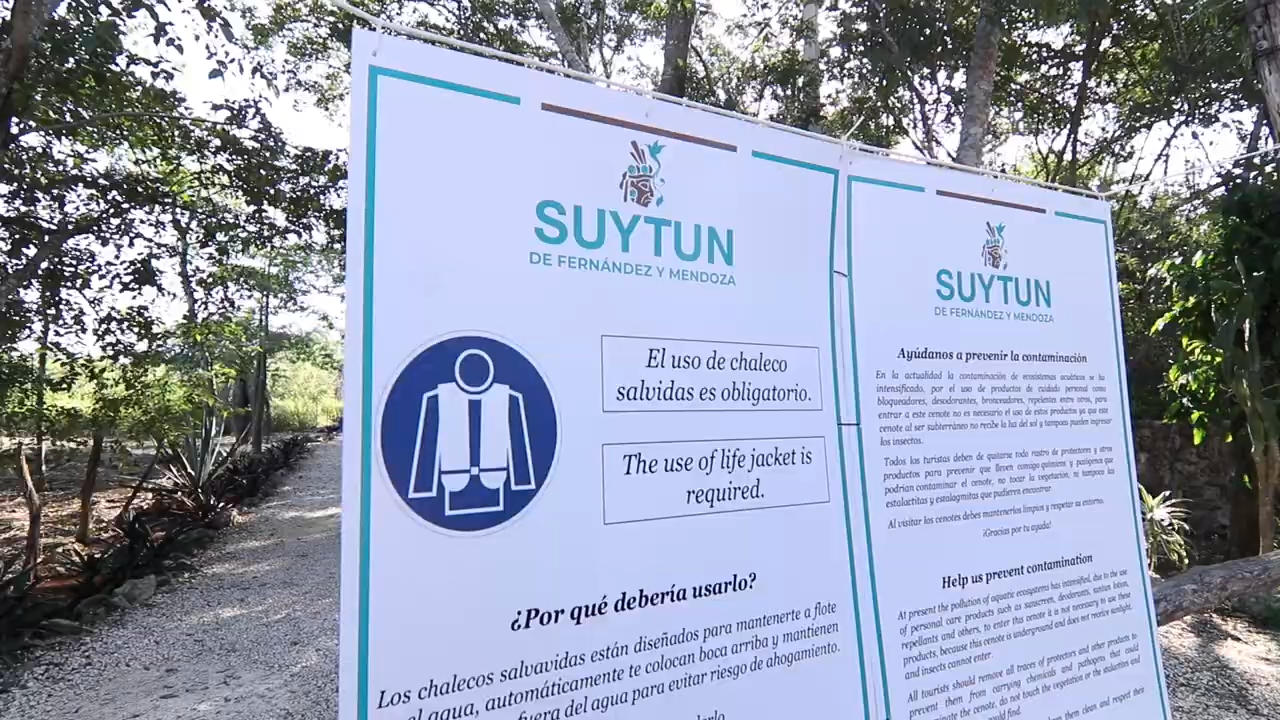 SUYTUN
DE FERNÁNDEZ Y MENDOZA
El uso de chaleco
salvidas es obligatorio.
The use of life jacket is
required.
¿Por qué debería usarlo?
Los chalecos salvavidas están diseñados para mantenerte a flote
el agua, automáticamente te colocan boca arriba y mantienen
fuera del agua para evitar riesgo de ahogamiento.
SUYTUN
DE FERNÁNDEZ Y MENDOZA
Ayúdanos a prevenir la contaminación
En la actualidad la contaminación de ecosistemas acuáticos se ha
intensificado, por el uso de productos de cuidado personal como
bloqueadores, desodorantes, bronceadores, repelentes entre otros, para
entrar a este cenote no es necesario el uso de estos productos ya que este
cenote al ser subterráneo no recibe la luz del sol y tampoco pueden ingresar
los insectos.
Todos los turistas deben de quitarse todo rastro de protectores y otros
productos para prevenir que lleven consigo químicos y patógenos que
podrían contaminar el cenote, no tocar la vegetación, ni tampoco las
estalactitas y estalagmitas que pudieren encontrar.
Al visitar los cenotes debes mantenerlos limpios y respetar su entorno.
¡Gracias por tu ayuda!
Help us prevent contamination
At present the pollution of aquatic ecosystems has intensified, due to the use
of personal care products such as sunscreen, deodorants, suntan lotion,
repellants and others, to enter this cenote it is not necessary to use these
products, because this cenote is underground and does not receive sunlight,
and insects cannot enter.
All tourists should remove all traces of protectors and other products to
prevent them from carrying chemicals and pathogens that could
the cenote, do not touch the vegetation or the stalactites and
could find.
them clean and respect their